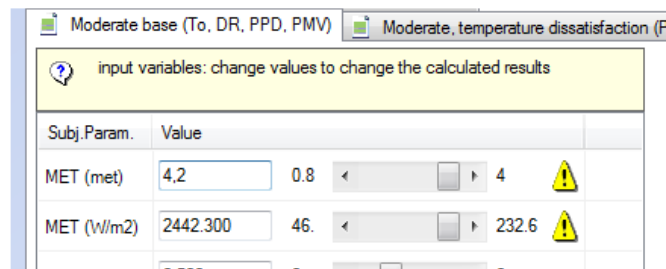 Moderate base (To, DR, PPD, PMV) Moderate, temperature dissatisfaction (P
input variables: change values to change the calculated results
Subj.Param. Value
MET (met) 4,2 0.8 4
MET (W/m2) 2442.300 46. 232.6